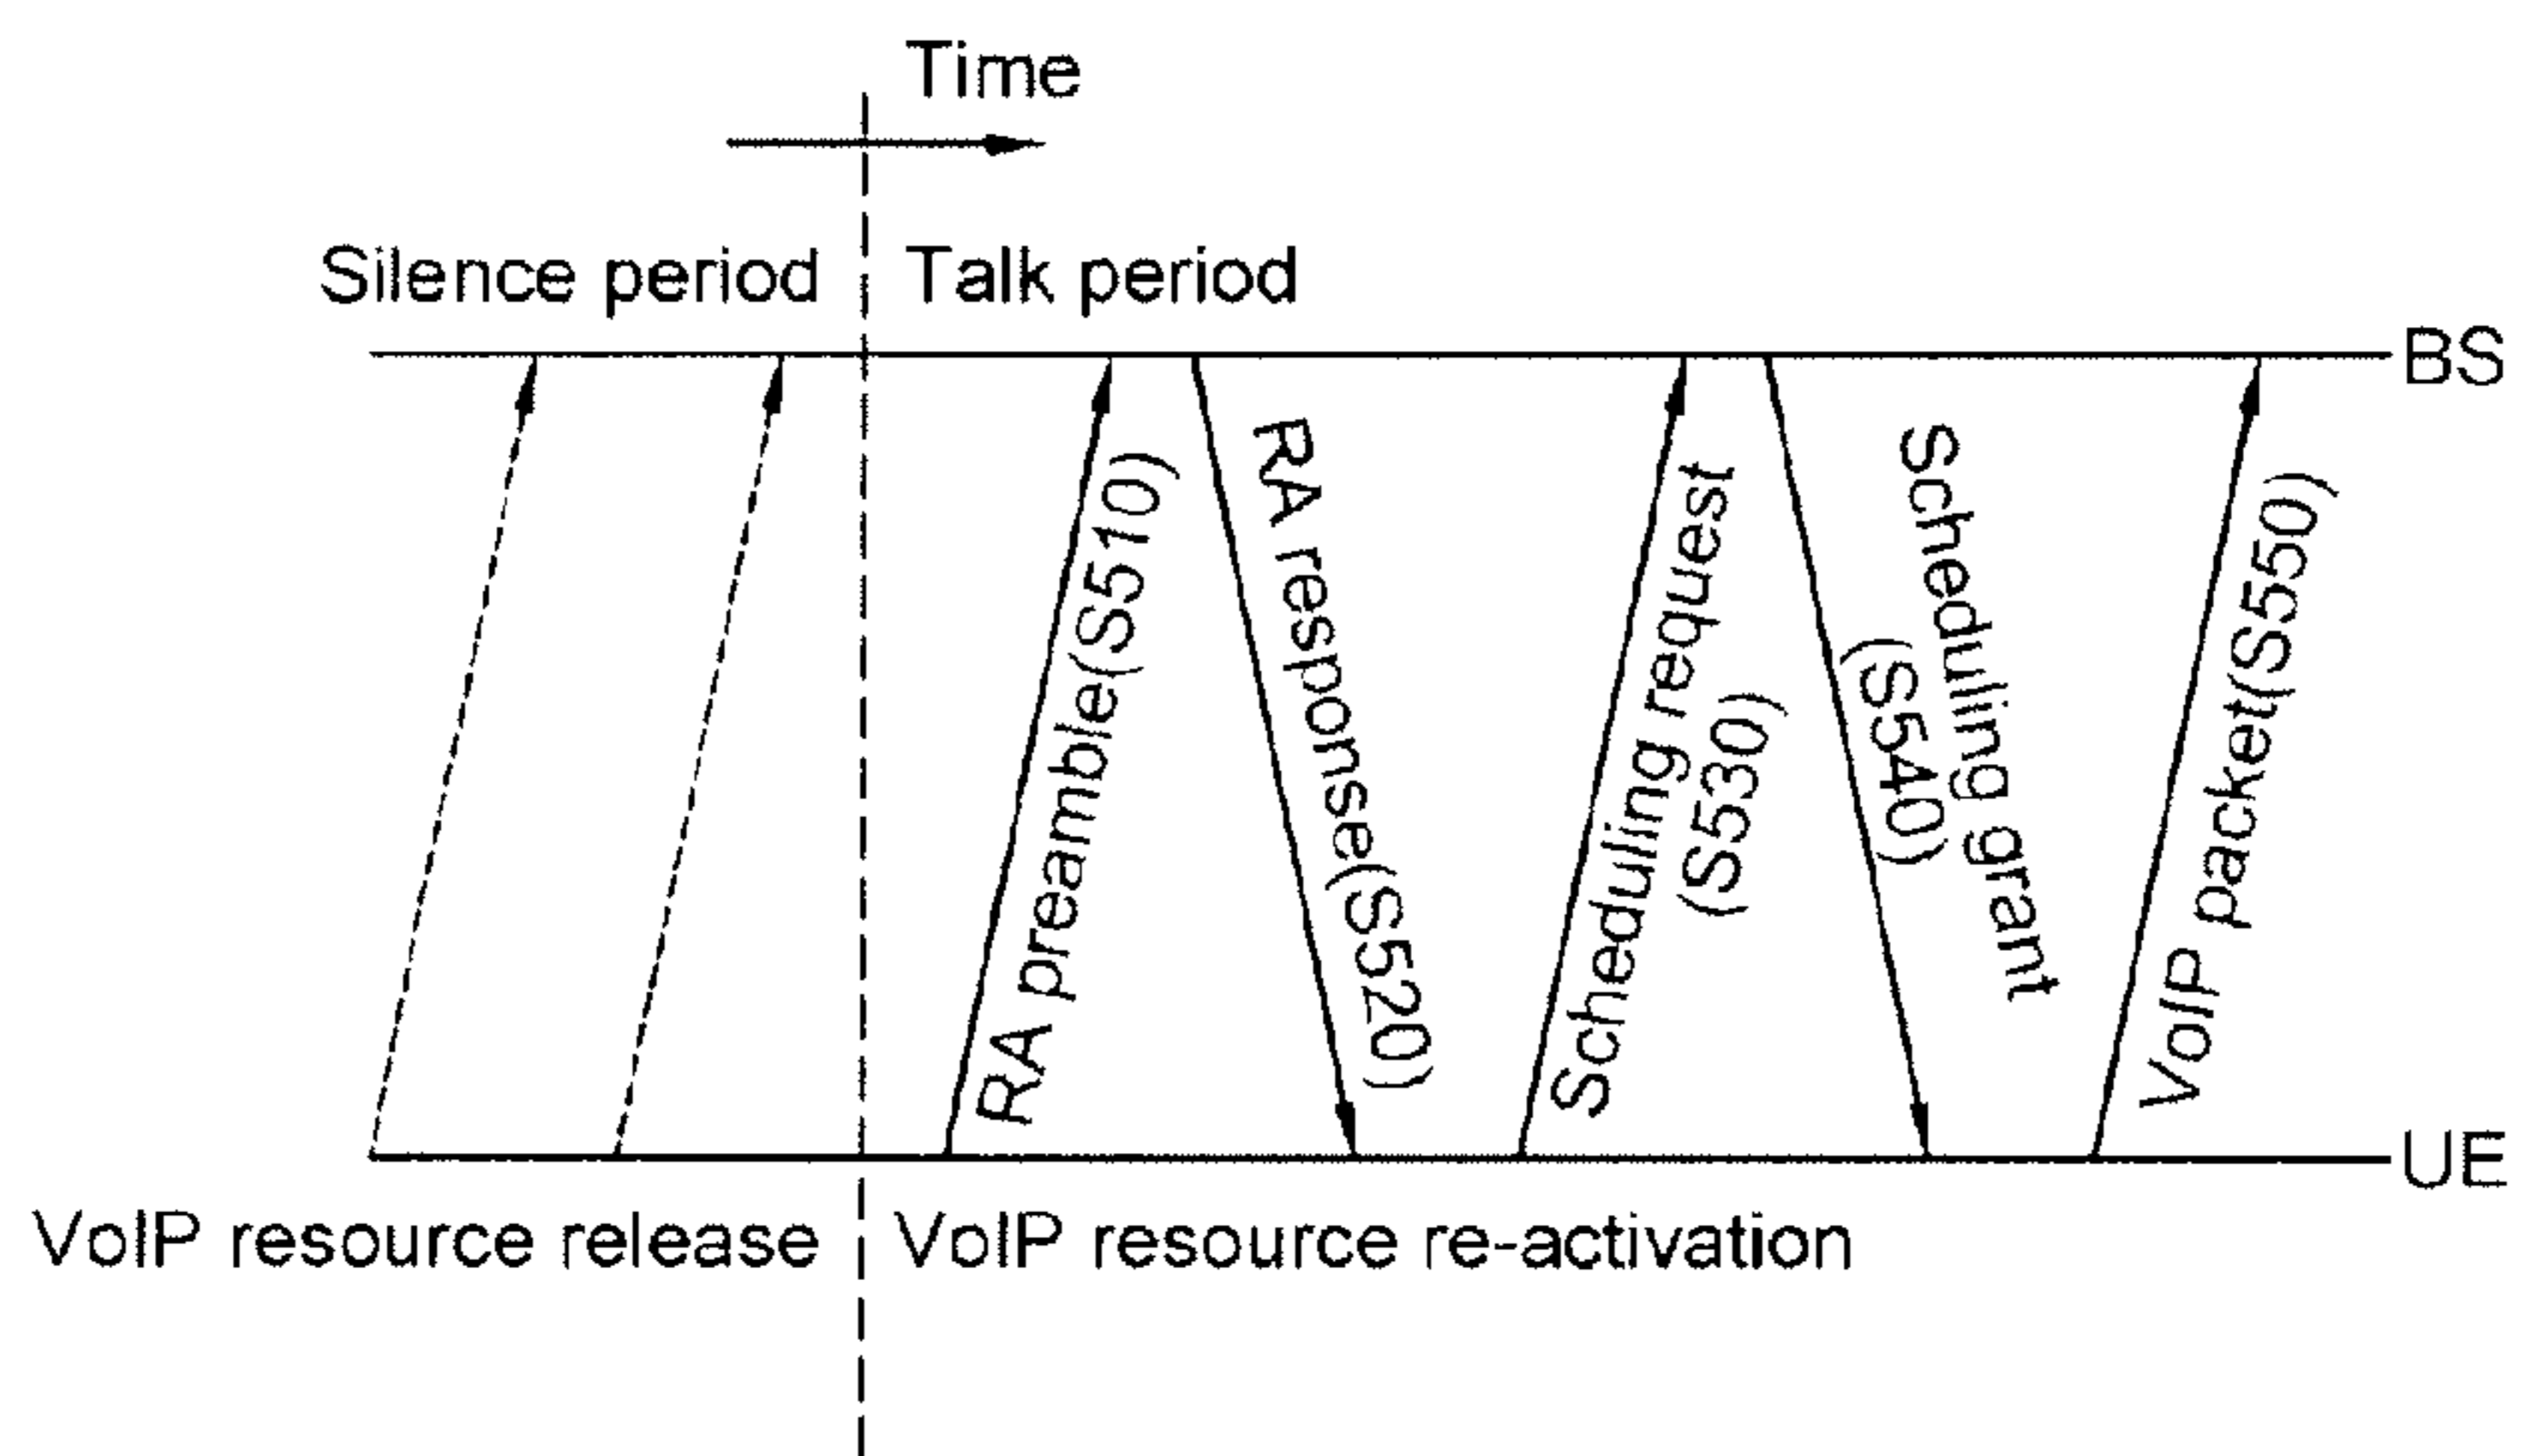 Time
Silence period
Talk period
BS
RA preamble(S510)
RA response(S520)
Scheduling request
(S530)
Scheduling grant
(S540)
VoIP packet(S550)
UE
VoIP resource release
VoIP resource re-activation